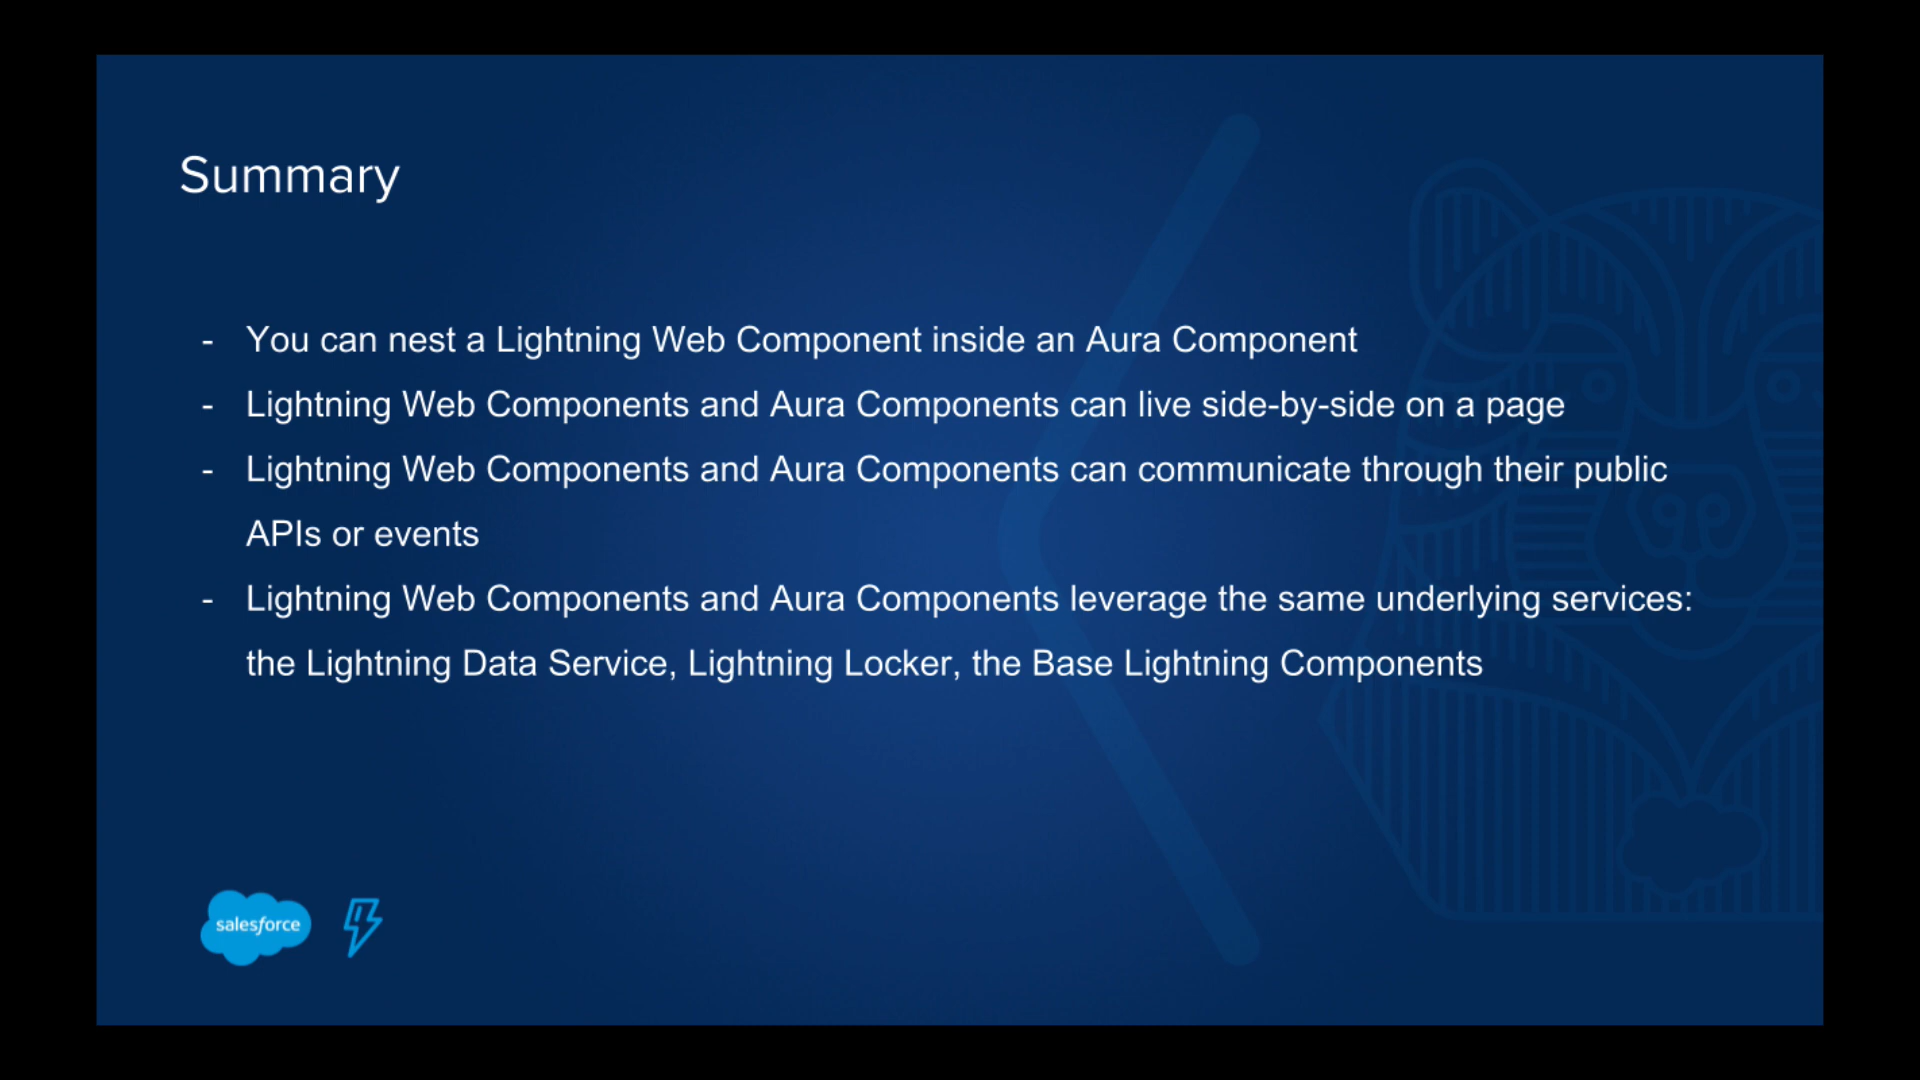 Summary
- You can nest a Lightning Web Component inside an Aura Component
- Lightning Web Components and Aura Components can live side-by-side on a page
- Lightning Web Components and Aura Components can communicate through their public
APIs or events
- Lightning Web Components and Aura Components leverage the same underlying services:
the Lightning Data Service, Lightning Locker, the Base Lightning Components
salesforce